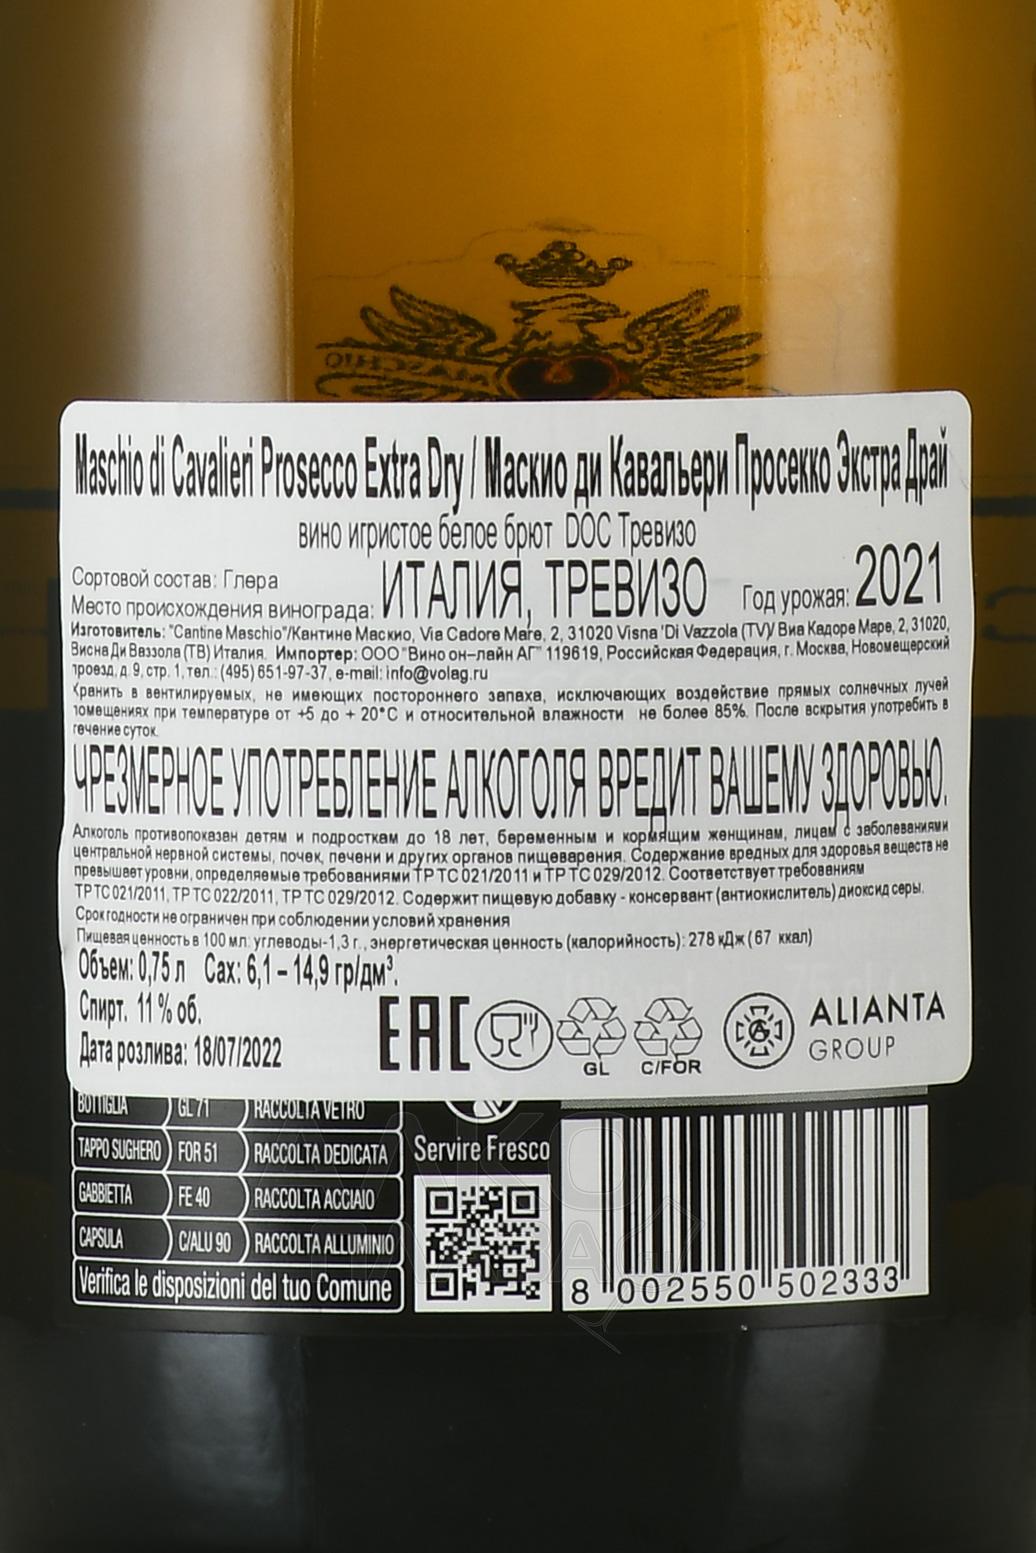 MASCHIO
Maschio di Cavalieri Prosecco Extra Dry / Маскио ди Кавальери Просекко Экстра Драй
вино игристое белое брют DOC Тревизо
Сортовой состав: Глера
Место происхождения винограда: ИТАЛИЯ, ТРЕВИЗО Год урожая: 2021
Изготовитель: "Cantine Maschio"/Кантине Маскио, Via Cadore Mare, 2, 31020 Visna 'Di Vazzola (TV)/ Виа Кадоре Маре, 2, 31020,
Висна Ди Ваззола (ТВ) Италия. Импортер: ООО "Вино он–лайн АГ" 119619, Российская Федерация, г. Москва, Новомещерский
проезд, д. 9, стр. 1, тел.: (495) 651-97-37, e-mail: info@volag.ru
Хранить в вентилируемых, не имеющих постороннего запаха, исключающих воздействие прямых солнечных лучей
помещениях при температуре от +5 до + 20°С и относительной влажности не более 85%. После вскрытия употребить в
течение суток.
ЧРЕЗМЕРНОЕ УПОТРЕБЛЕНИЕ АЛКОГОЛЯ ВРЕДИТ ВАШЕМУ ЗДОРОВЬЮ.
Алкоголь противопоказан детям и подросткам до 18 лет, беременным и кормящим женщинам, лицам с заболеваниями
центральной нервной системы, почек, печени и других органов пищеварения. Содержание вредных для здоровья веществ не
превышает уровни, определяемые требованиями ТР ТС 021/2011 и ТР ТС 029/2012. Соответствует требованиям
ТР ТС 021/2011, ТР ТС 022/2011, ТР ТС 029/2012. Содержит пищевую добавку - консервант (антиокислитель) диоксид серы.
Срок годности не ограничен при соблюдении условий хранения
Пищевая ценность в 100 мл: углеводы-1,3 г., энергетическая ценность (калорийность): 278 кДж ( 67 ккал)
Объем: 0,75 л Сах: 6,1 – 14,9 гр/дм³.
Спирт. 11 % об.
Дата розлива: 18/07/2022
EAC
GL
C/FOR
ALIANTA
GROUP
BOTTIGLIA GL 71 RACCOLTA VETRO
TAPPO SUGHERO FOR 51 RACCOLTA DEDICATA
GABBIETTA FE 40 RACCOLTA ACCIAIO
CAPSULA C/ALU 90 RACCOLTA ALLUMINIO
Verifica le disposizioni del tuo Comune
Servire Fresco
8 002550 502333